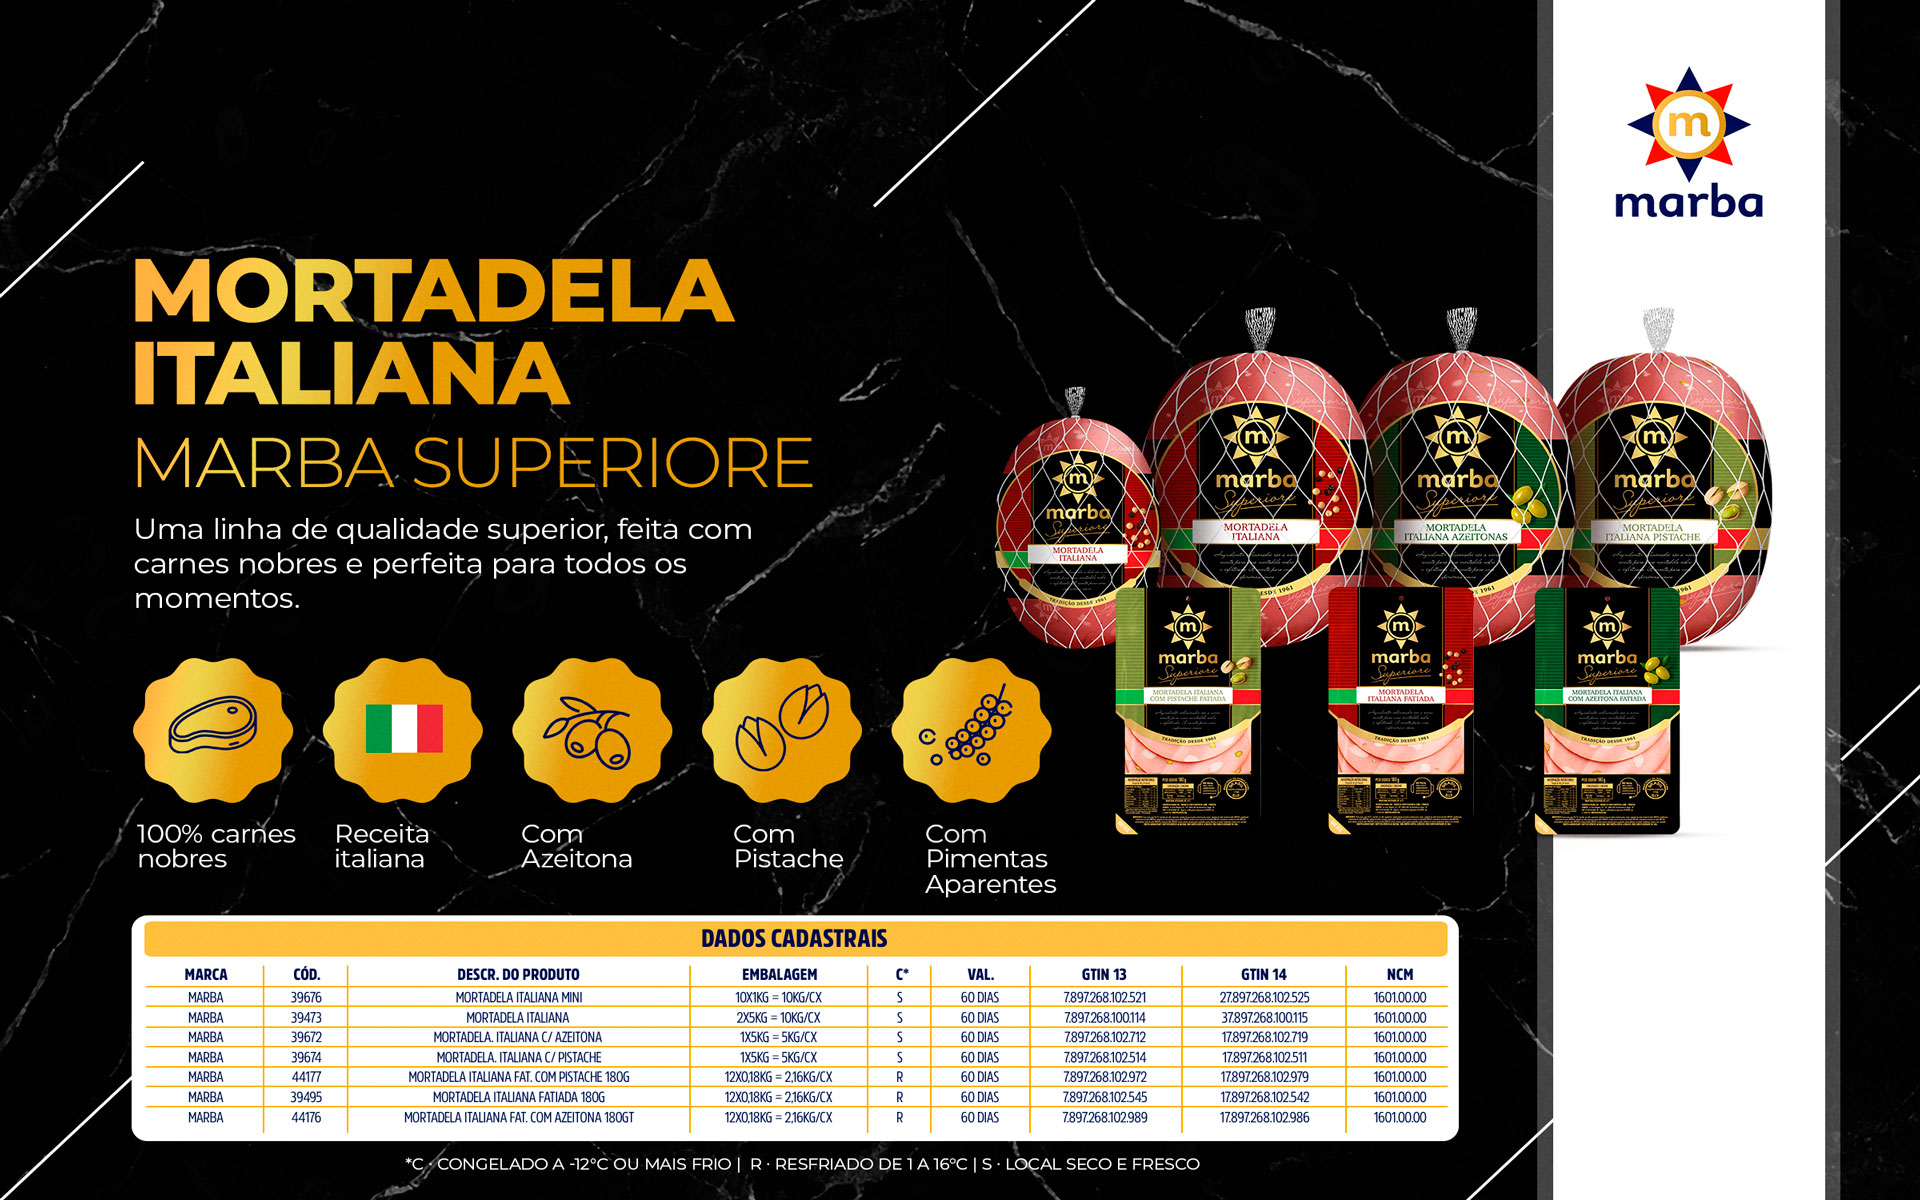 m
marba
MORTADELA
ITALIANA
MARBA SUPERIORE
Uma linha de qualidade superior, feita com
carnes nobres e perfeita para todos os
momentos.
100% carnes
nobres
Receita
italiana
Com
Azeitona
Com
Pistache
Com
Pimentas
Aparentes
m
marba
Superiore
MORTADELA
ITALIANA
TRADIÇÃO DESDE 1961
m
marba
Superiore
MORTADELA
ITALIANA
m
marba
Superiore
MORTADELA
ITALIANA AZEITONAS
m
marba
Superiore
MORTADELA
ITALIANA PISTACHE
m
marba
Superiore
MORTADELA ITALIANA
COM PISTACHE FATIADA
TRADIÇÃO DESDE 1961
m
marba
Superiore
MORTADELA
ITALIANA FATIADA
TRADIÇÃO DESDE 1961
m
marba
Superiore
MORTADELA ITALIANA
COM AZEITONA FATIADA
TRADIÇÃO DESDE 1961
DADOS CADASTRAIS
MARCA CÓD. DESCR. DO PRODUTO EMBALAGEM C* VAL. GTIN 13 GTIN 14 NCM
MARBA 39676 MORTADELA ITALIANA MINI 10X1KG = 10KG/CX S 60 DIAS 7.897.268.102.521 27.897.268.102.525 1601.00.00
MARBA 39473 MORTADELA ITALIANA 2X5KG = 10KG/CX S 60 DIAS 7.897.268.100.114 37.897.268.100.115 1601.00.00
MARBA 39672 MORTADELA. ITALIANA C/ AZEITONA 1X5KG = 5KG/CX S 60 DIAS 7.897.268.102.712 17.897.268.102.719 1601.00.00
MARBA 39674 MORTADELA. ITALIANA C/ PISTACHE 1X5KG = 5KG/CX S 60 DIAS 7.897.268.102.514 17.897.268.102.511 1601.00.00
MARBA 44177 MORTADELA ITALIANA FAT. COM PISTACHE 180G 12X0,18KG = 2,16KG/CX R 60 DIAS 7.897.268.102.972 17.897.268.102.979 1601.00.00
MARBA 39495 MORTADELA ITALIANA FATIADA 180G 12X0,18KG = 2,16KG/CX R 60 DIAS 7.897.268.102.545 17.897.268.102.542 1601.00.00
MARBA 44176 MORTADELA ITALIANA FAT. COM AZEITONA 180GT 12X0,18KG = 2,16KG/CX R 60 DIAS 7.897.268.102.989 17.897.268.102.986 1601.00.00
*C · CONGELADO A -12°C OU MAIS FRIO | R · RESFRIADO DE 1 A 16°C | S · LOCAL SECO E FRESCO